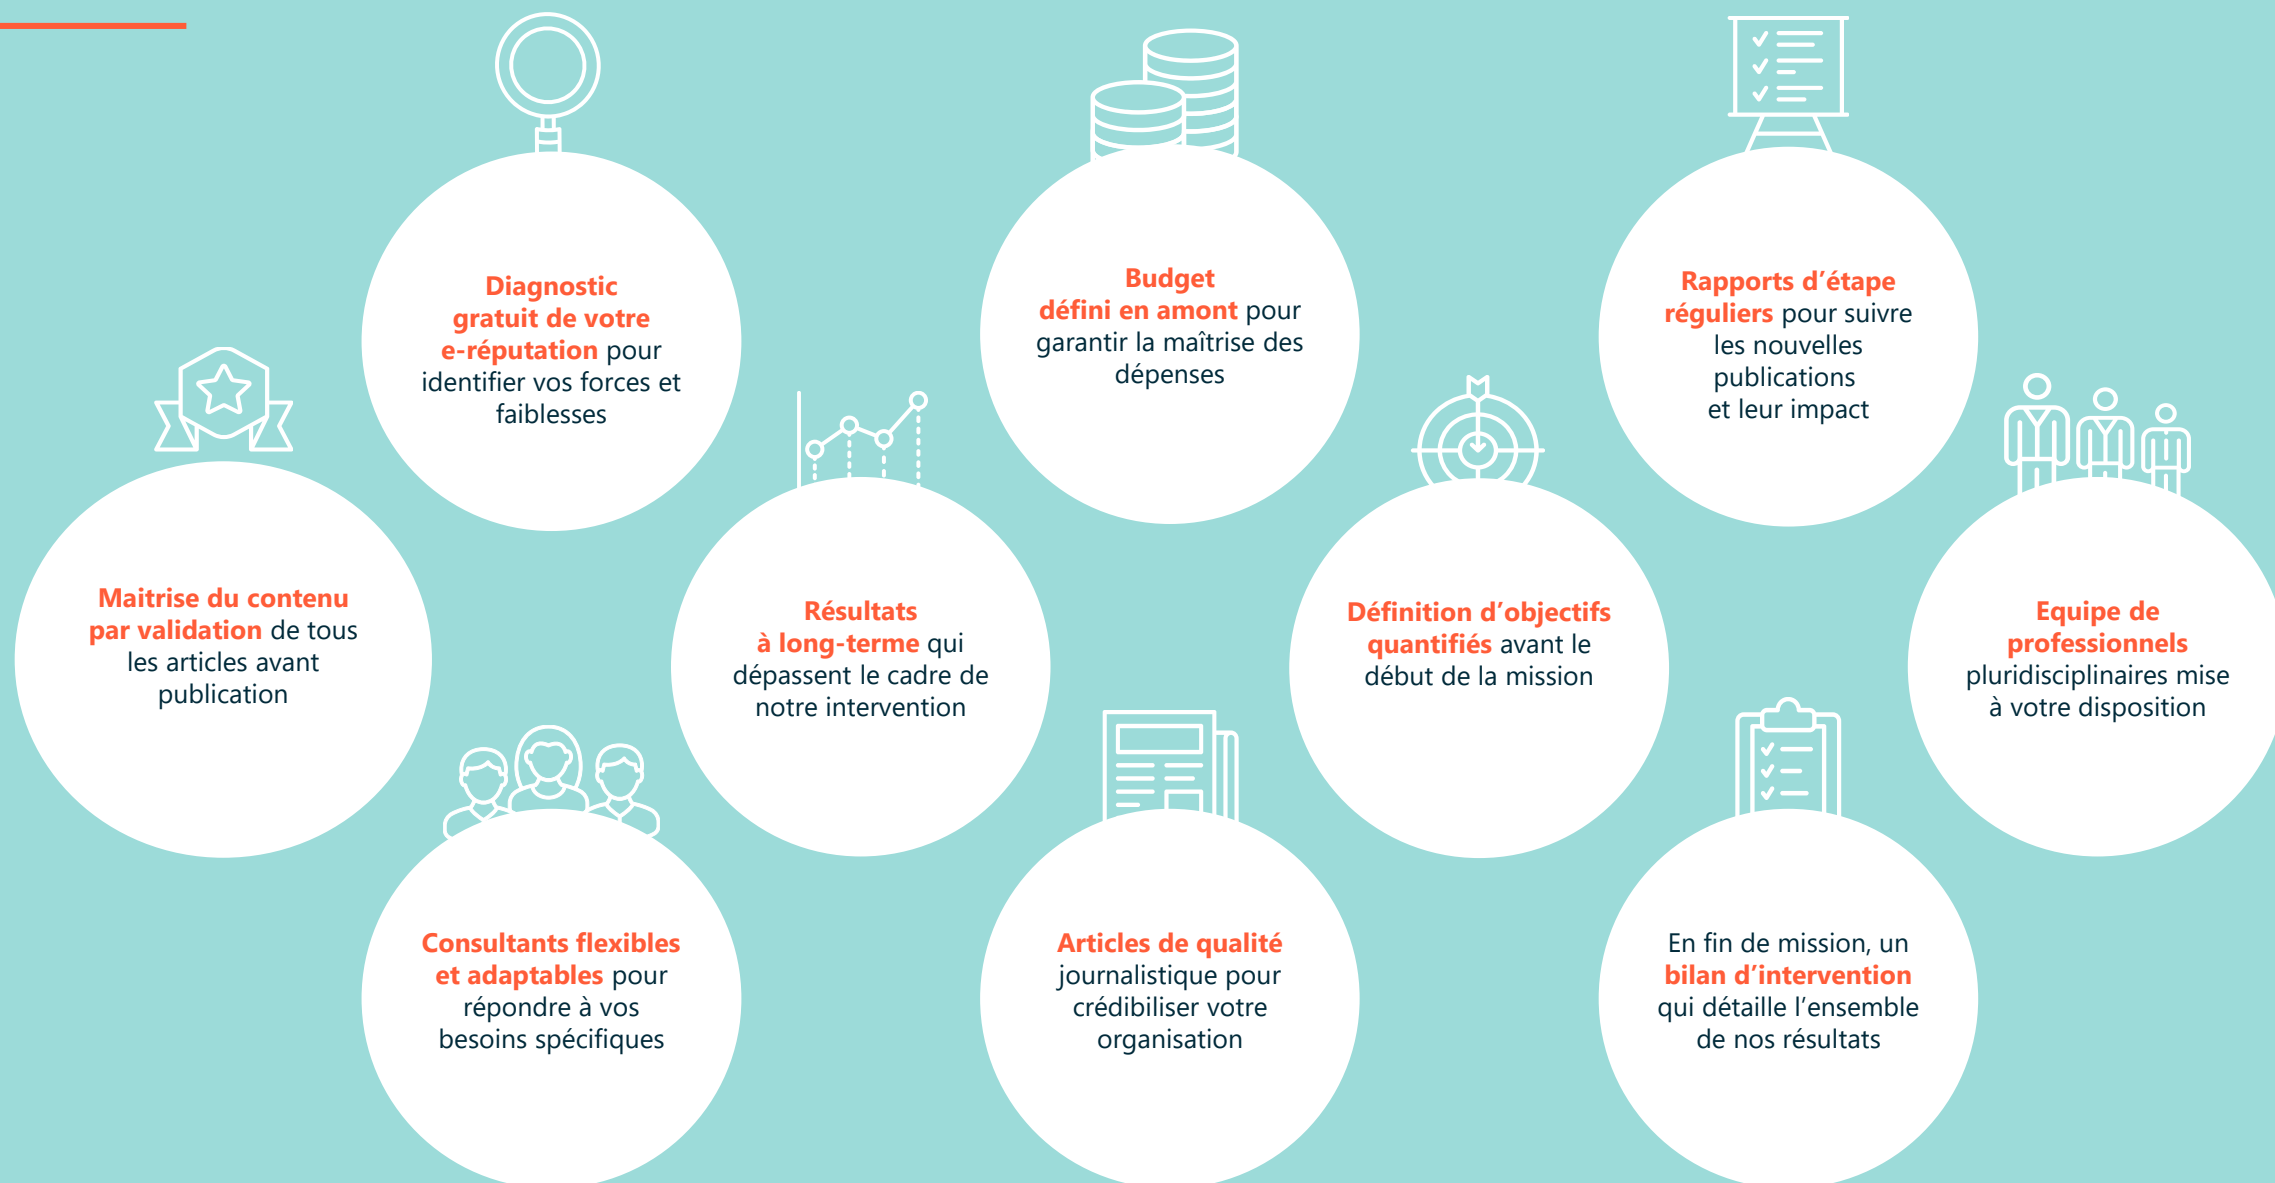 Diagnostic
gratuit de votre
e-réputation pour
identifier vos forces et
faiblesses
Budget
défini en amont pour
garantir la maîtrise des
dépenses
Rapports d’étape
réguliers pour suivre
les nouvelles
publications
et leur impact
Maitrise du contenu
par validation de tous
les articles avant
publication
Résultats
à long-terme qui
dépassent le cadre de
notre intervention
Définition d’objectifs
quantifiés avant le
début de la mission
Equipe de
professionnels
pluridisciplinaires mise
à votre disposition
Consultants flexibles
et adaptables pour
répondre à vos
besoins spécifiques
Articles de qualité
journalistique pour
crédibiliser votre
organisation
En fin de mission, un
bilan d’intervention
qui détaille l’ensemble
de nos résultats